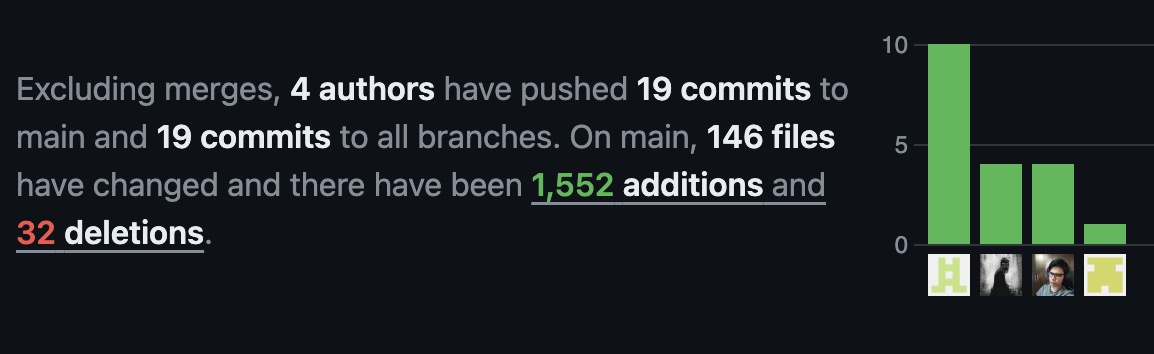 Excluding merges, 4 authors have pushed 19 commits to
main and 19 commits to all branches. On main, 146 files
have changed and there have been 1,552 additions and
32 deletions.
10
5
0